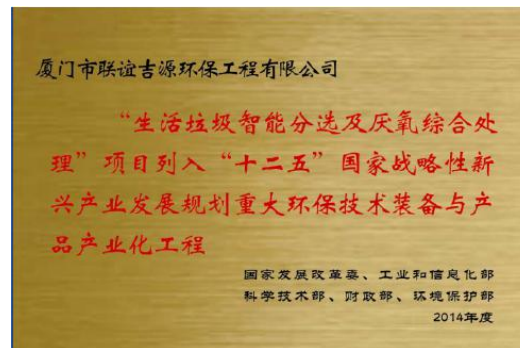 厦门市联谊吉源环保工程有限公司
“生活垃圾智能分选及厌氧综合处
理”项目列入“十二五”国家战略性新
兴产业发展规划重大环保技术装备与产
品产业化工程
国家发展改革委、工业和信息化部
科学技术部、财政部、环境保护部
2014年度